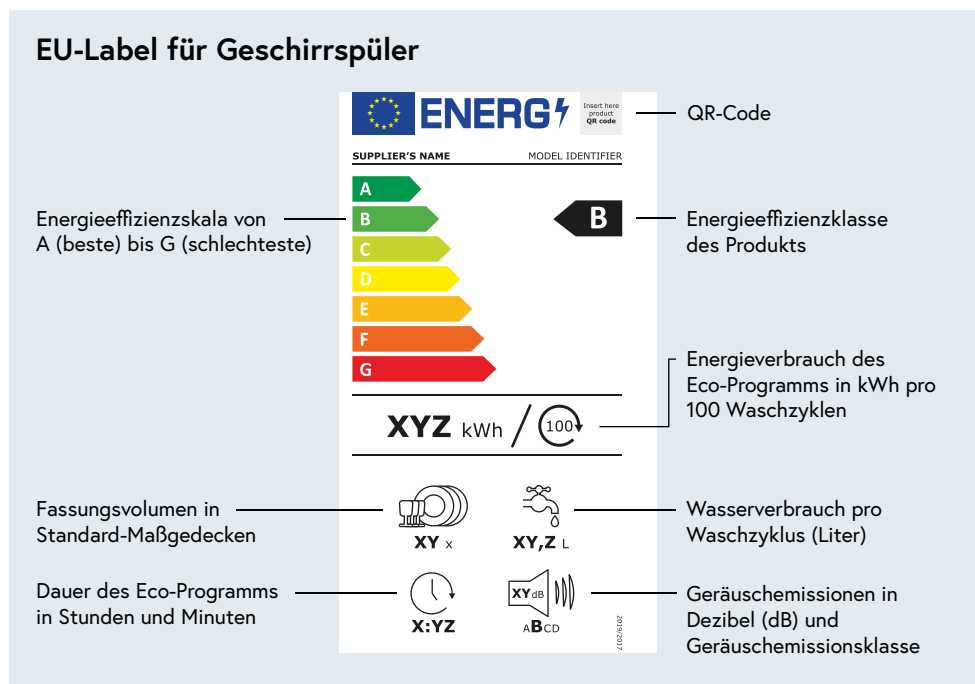 EU-Label für Geschirrspüler
ENERG
Insert here
product
QR code
QR-Code
SUPPLIER'S NAME
MODEL IDENTIFIER
A
B
C
D
E
F
G
B
Energieeffizienzskala von
A (beste) bis G (schlechteste)
Energieeffizienzklasse
des Produkts
Energieverbrauch des
Eco-Programms in kWh pro
100 Waschzyklen
XYZ kWh / 100
Fassungsvolumen in
Standard-Maßgedecken
XY x
XY,Z L
Wasserverbrauch pro
Waschzyklus (Liter)
Dauer des Eco-Programms
in Stunden und Minuten
X:YZ
XY dB
ABCD
Geräuschemissionen in
Dezibel (dB) und
Geräuschemissionsklasse
2019/2017